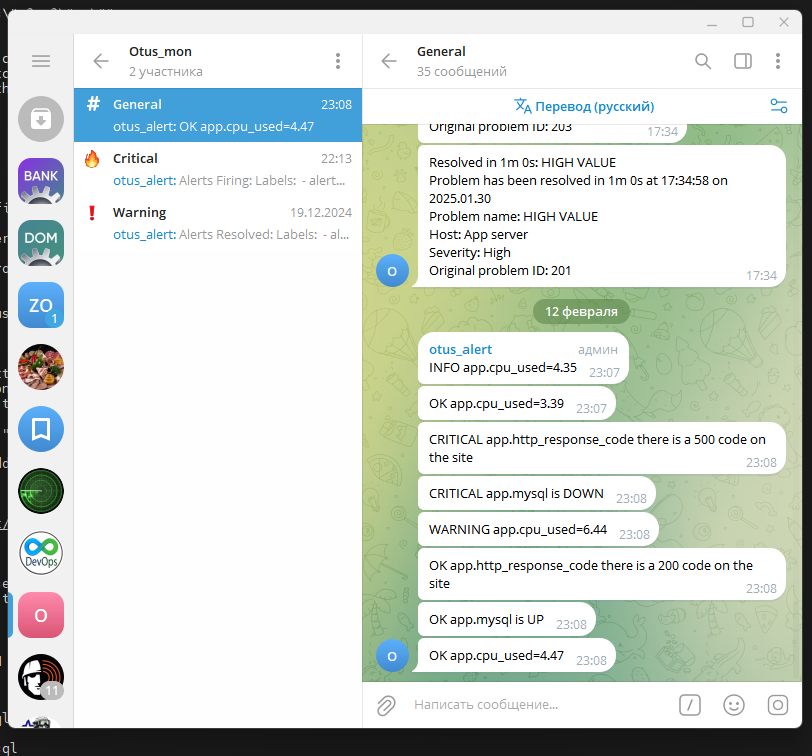 Otus_mon
2 участника
General
35 сообщений
BANK
DOM
ZO
1
DevOps
O
11
# General 23:08
otus_alert: OK app.cpu_used=4.47
Critical 22:13
otus_alert: Alerts Firing: Labels: - alert...
Warning 19.12.2024
otus_alert: Alerts Resolved: Labels: - al...
Перевод (русский)
Original problem ID: 203
17:34
Resolved in 1m 0s: HIGH VALUE
Problem has been resolved in 1m 0s at 17:34:58 on
2025.01.30
Problem name: HIGH VALUE
Host: App server
Severity: High
Original problem ID: 201
17:34
O
12 февраля
otus_alert админ
INFO app.cpu_used=4.35 23:07
OK app.cpu_used=3.39 23:07
CRITICAL app.http_response_code there is a 500 code on
the site
23:08
CRITICAL app.mysql is DOWN 23:08
WARNING app.cpu_used=6.44 23:08
OK app.http_response_code there is a 200 code on the
site
23:08
OK app.mysql is UP 23:08
OK app.cpu_used=4.47 23:08
O
Написать сообщение...
ql